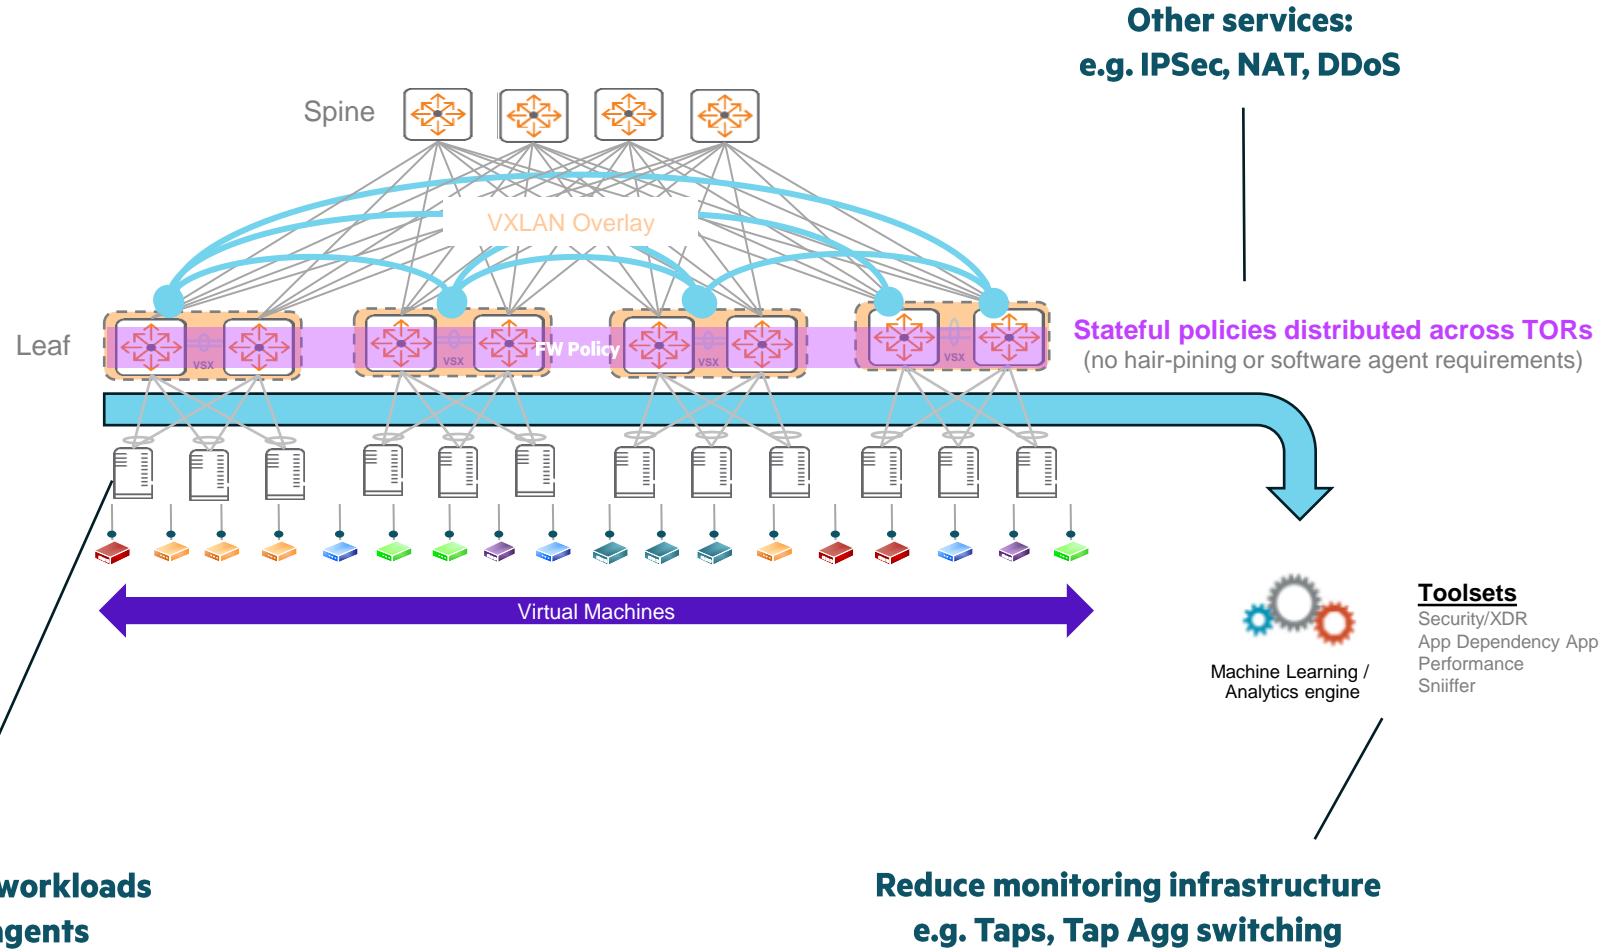 Other services:
e.g. IPSec, NAT, DDoS
Spine
VXLAN Overlay
Leaf
VSX
VSX
FW Policy
VSX
VSX
Stateful policies distributed across TORs
(no hair-pining or software agent requirements)
Virtual Machines
Machine Learning /
Analytics engine
Toolsets
Security/XDR
App Dependency App
Performance
Sniiffer
workloads
agents
Reduce monitoring infrastructure
e.g. Taps, Tap Agg switching